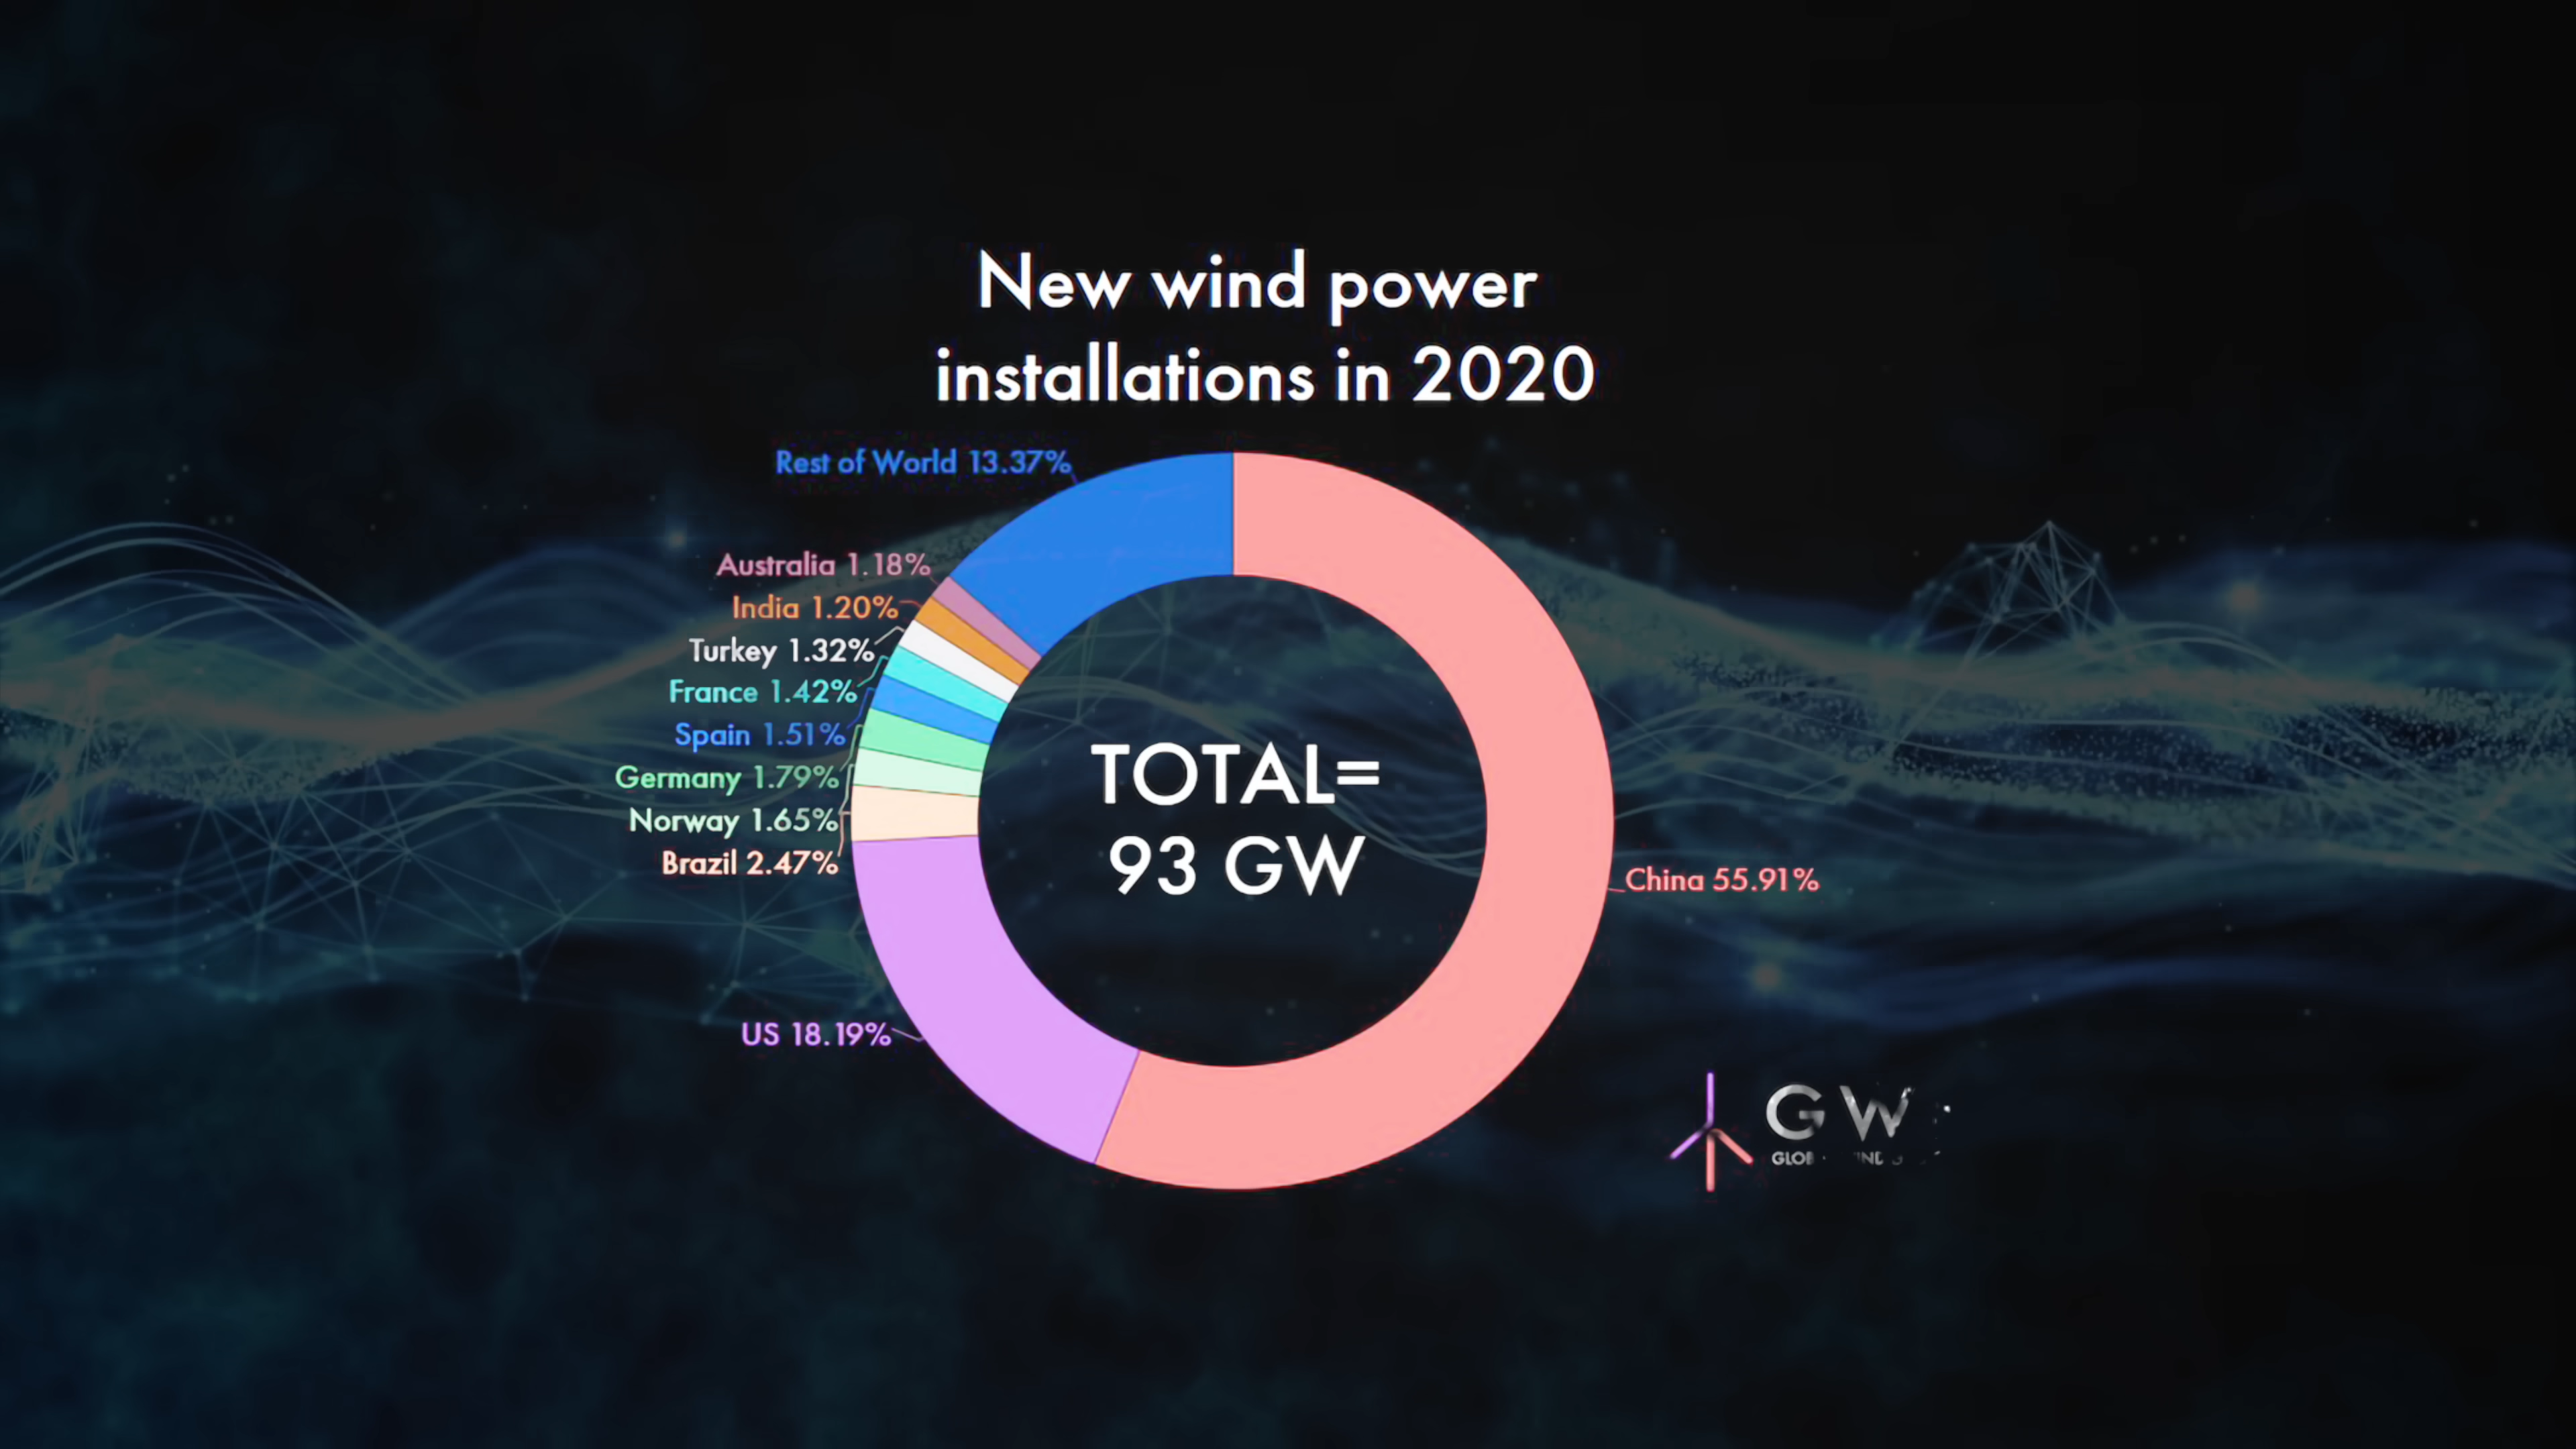 New wind power
installations in 2020
Rest of World 13.37%
Australia 1.18%
India 1.20%
Turkey 1.32%
France 1.42%
Spain 1.51%
Germany 1.79%
Norway 1.65%
Brazil 2.47%
US 18.19%
China 55.91%
TOTAL=
93 GW
G W